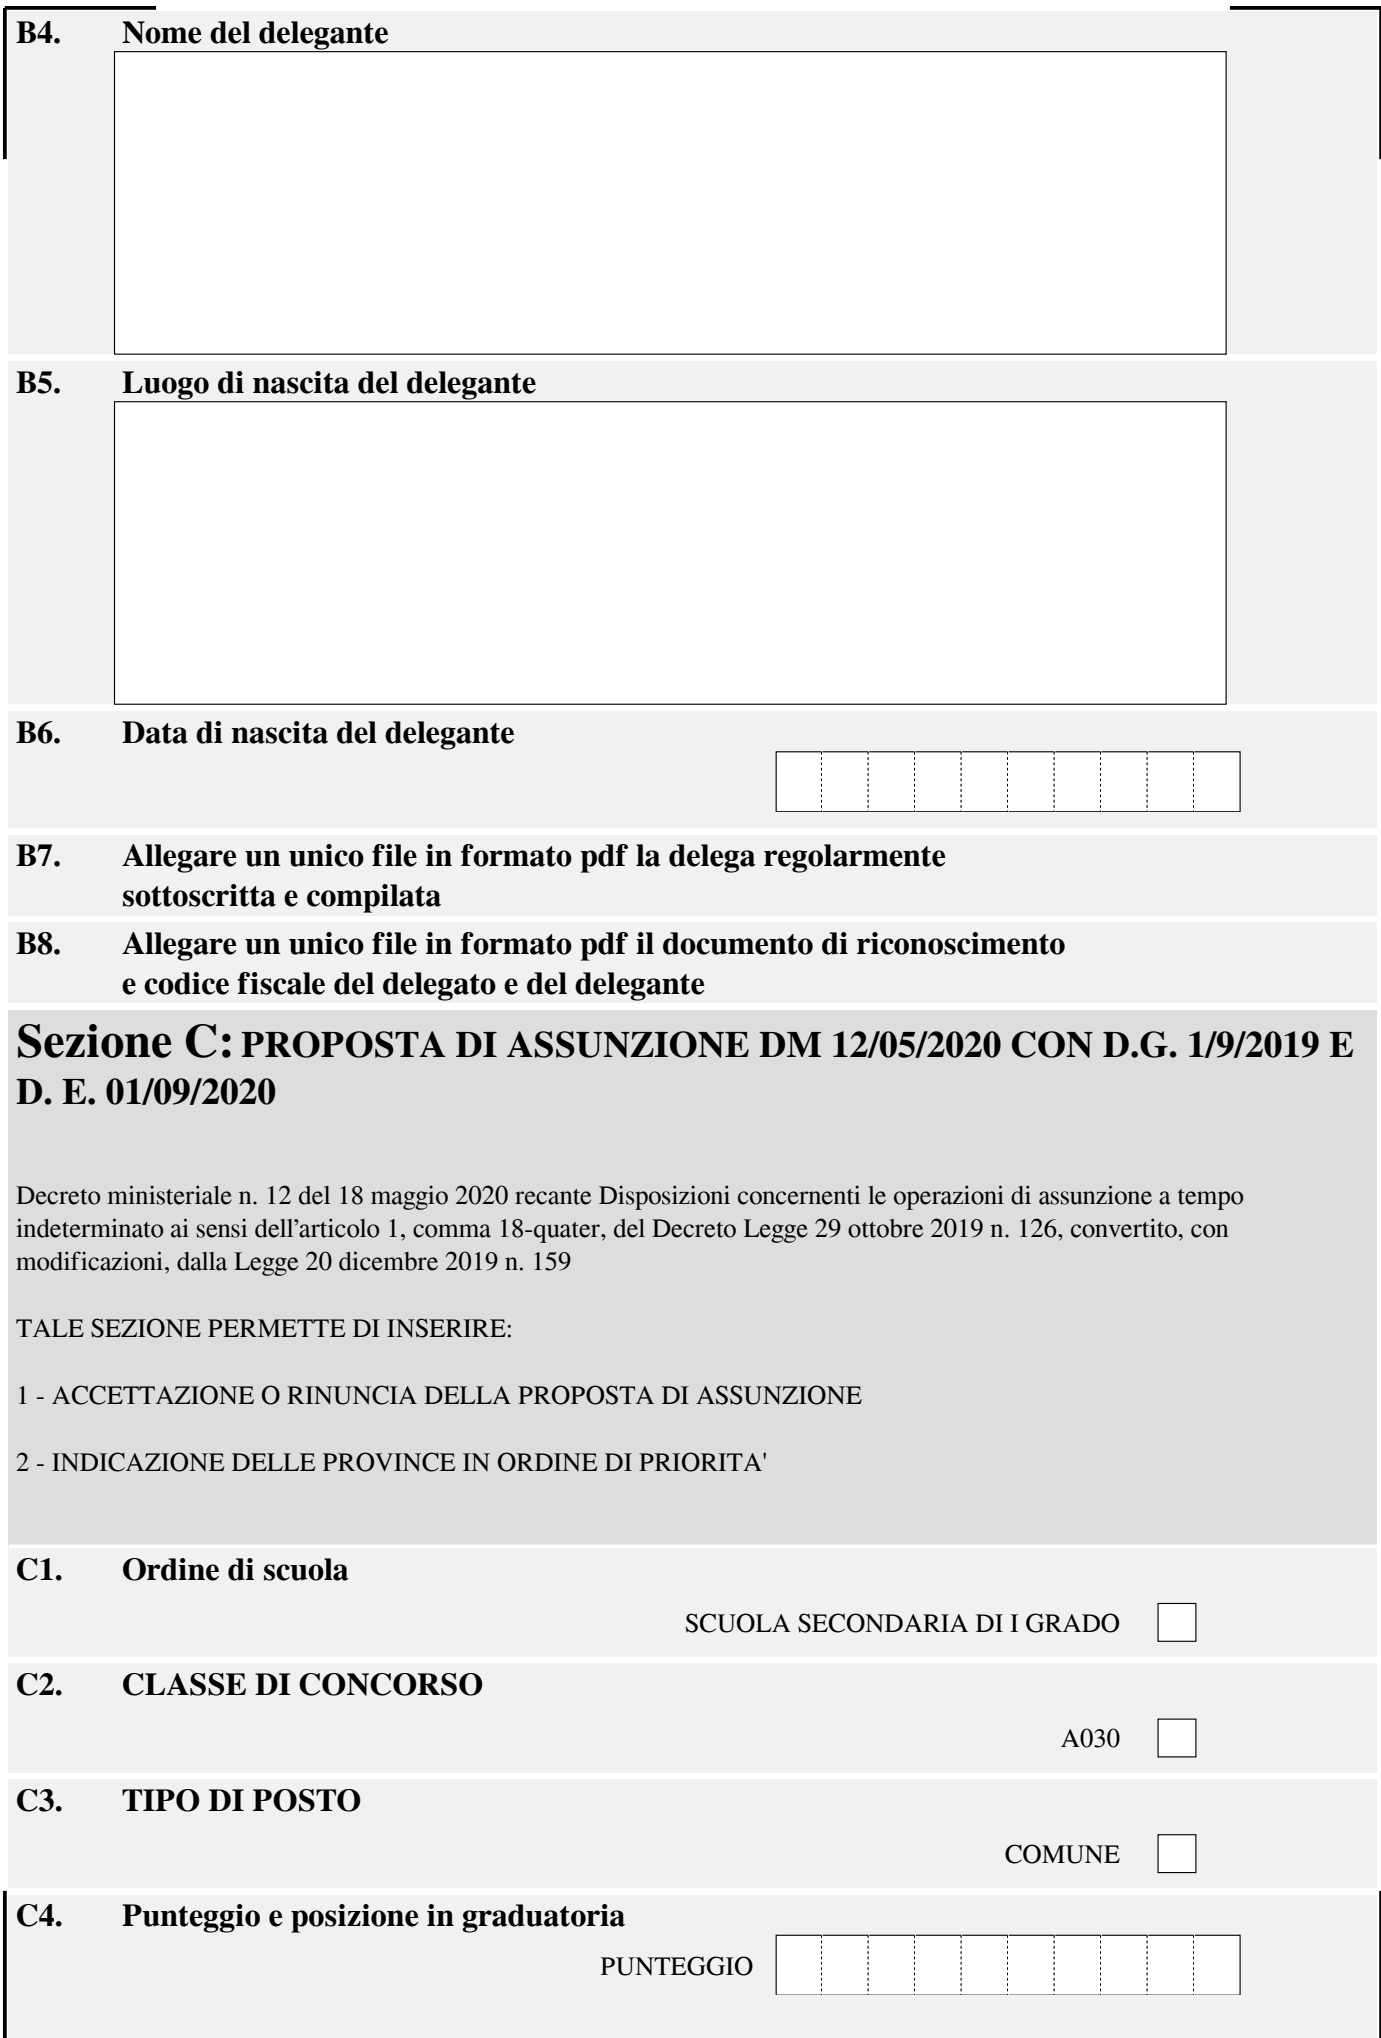 B4. Nome del delegante
B5. Luogo di nascita del delegante
B6. Data di nascita del delegante
B7. Allegare un unico file in formato pdf la delega regolarmente
sottoscritta e compilata
B8. Allegare un unico file in formato pdf il documento di riconoscimento
e codice fiscale del delegato e del delegante
Sezione C: PROPOSTA DI ASSUNZIONE DM 12/05/2020 CON D.G. 1/9/2019 E
D. E. 01/09/2020
Decreto ministeriale n. 12 del 18 maggio 2020 recante Disposizioni concernenti le operazioni di assunzione a tempo
indeterminato ai sensi dell’articolo 1, comma 18-quater, del Decreto Legge 29 ottobre 2019 n. 126, convertito, con
modificazioni, dalla Legge 20 dicembre 2019 n. 159
TALE SEZIONE PERMETTE DI INSERIRE:
1 - ACCETTAZIONE O RINUNCIA DELLA PROPOSTA DI ASSUNZIONE
2 - INDICAZIONE DELLE PROVINCE IN ORDINE DI PRIORITA'
C1. Ordine di scuola
SCUOLA SECONDARIA DI I GRADO
C2. CLASSE DI CONCORSO
A030
C3. TIPO DI POSTO
COMUNE
C4. Punteggio e posizione in graduatoria
PUNTEGGIO